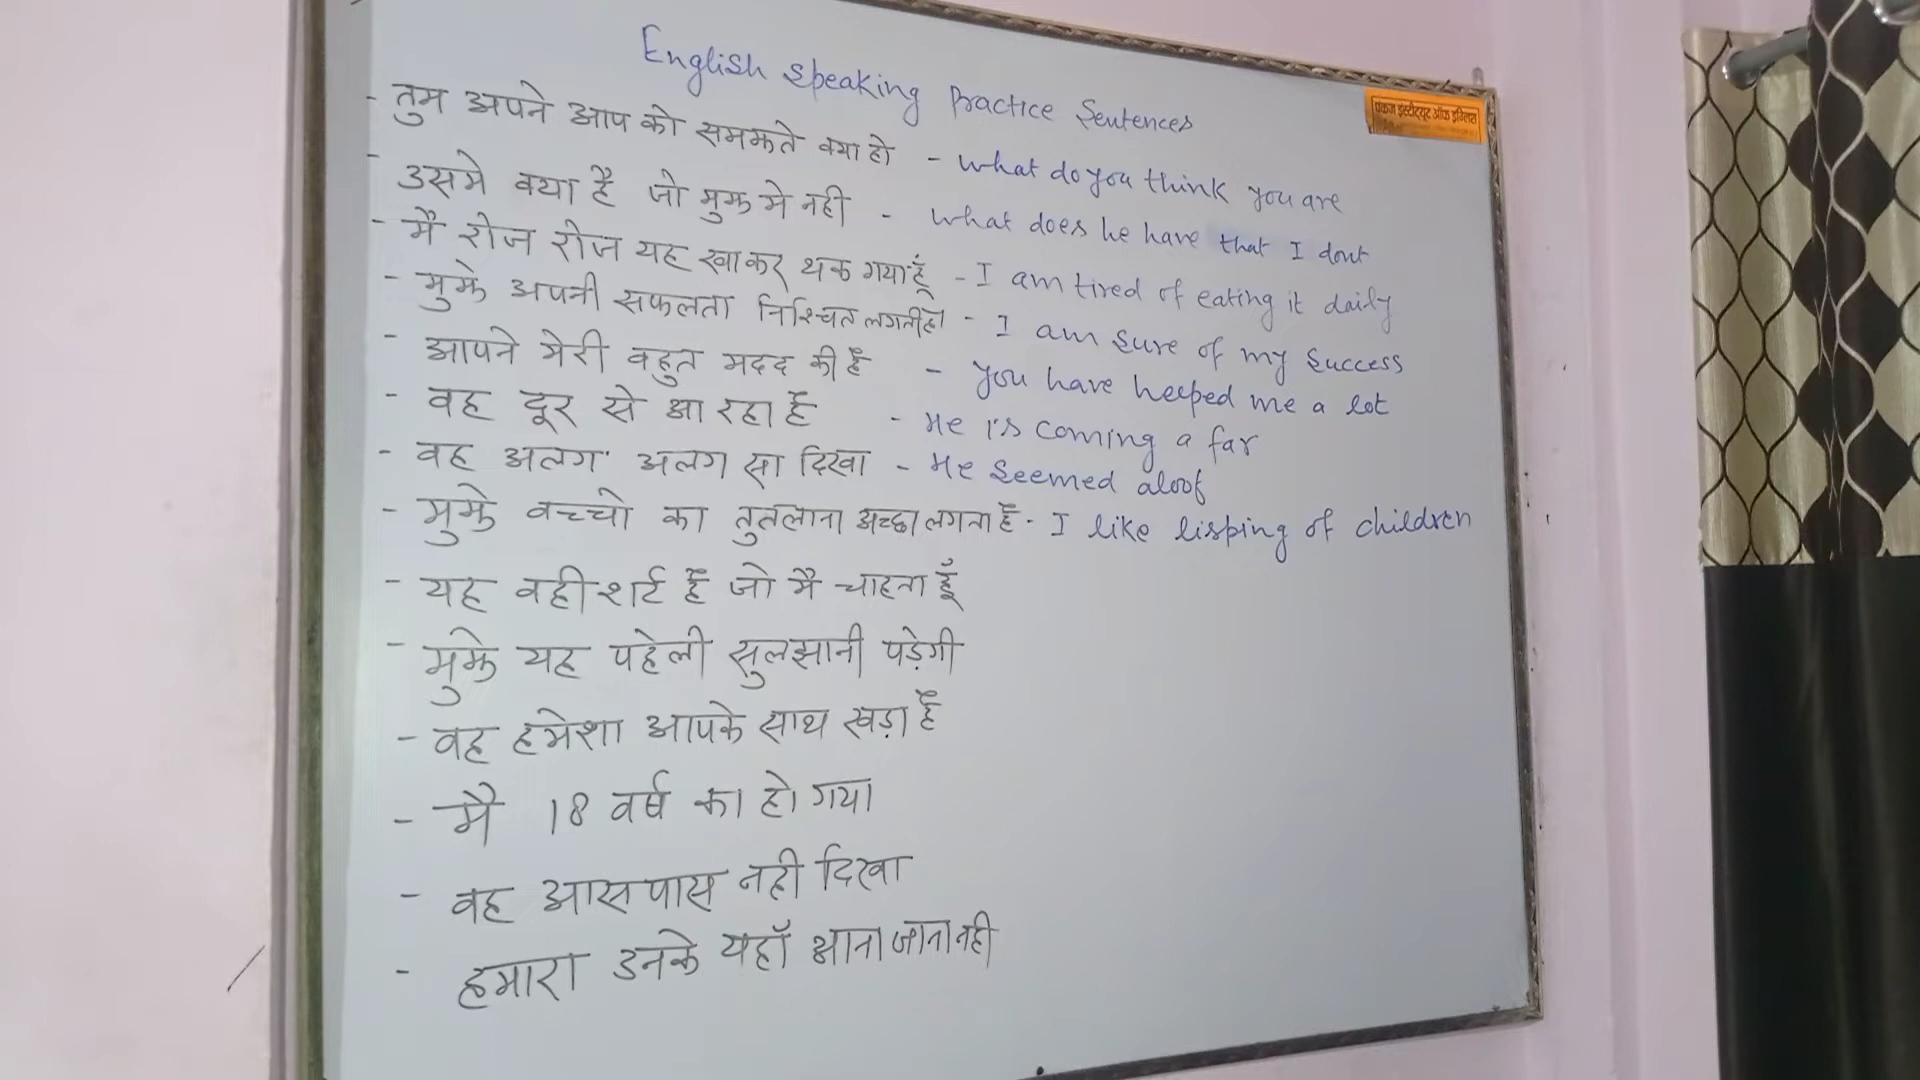 English Speaking Practice Sentences
पंकज इंस्टीट्यूट ऑफ इंग्लिश
- तुम अपने आप को समझते क्या हो - What do you think you are
- उसमे क्या है जो मुझ मे नही - What does he have that I dont
- मै रोज रोज यह खाकर थक गया हूँ - I am tired of eating it daily
- मुझे अपनी सफलता निश्चित लगती है - I am sure of my success
- आपने मेरी बहुत मदद की है - You have helped me a lot
- वह दूर से आ रहा है - He is coming a far
- वह अलग अलग सा दिखा - He seemed aloof
- मुझे बच्चो का तुतलाना अच्छा लगता है - I like lisping of children
- यह वही शर्ट है जो मै चाहता हूँ
- मुझे यह पहेली सुलझानी पड़ेगी
- वह हमेशा आपके साथ खड़ा है
- मै 18 वर्ष का हो गया
- वह आस पास नही दिखा
- हमारा उनके यहाँ आना जाना नही